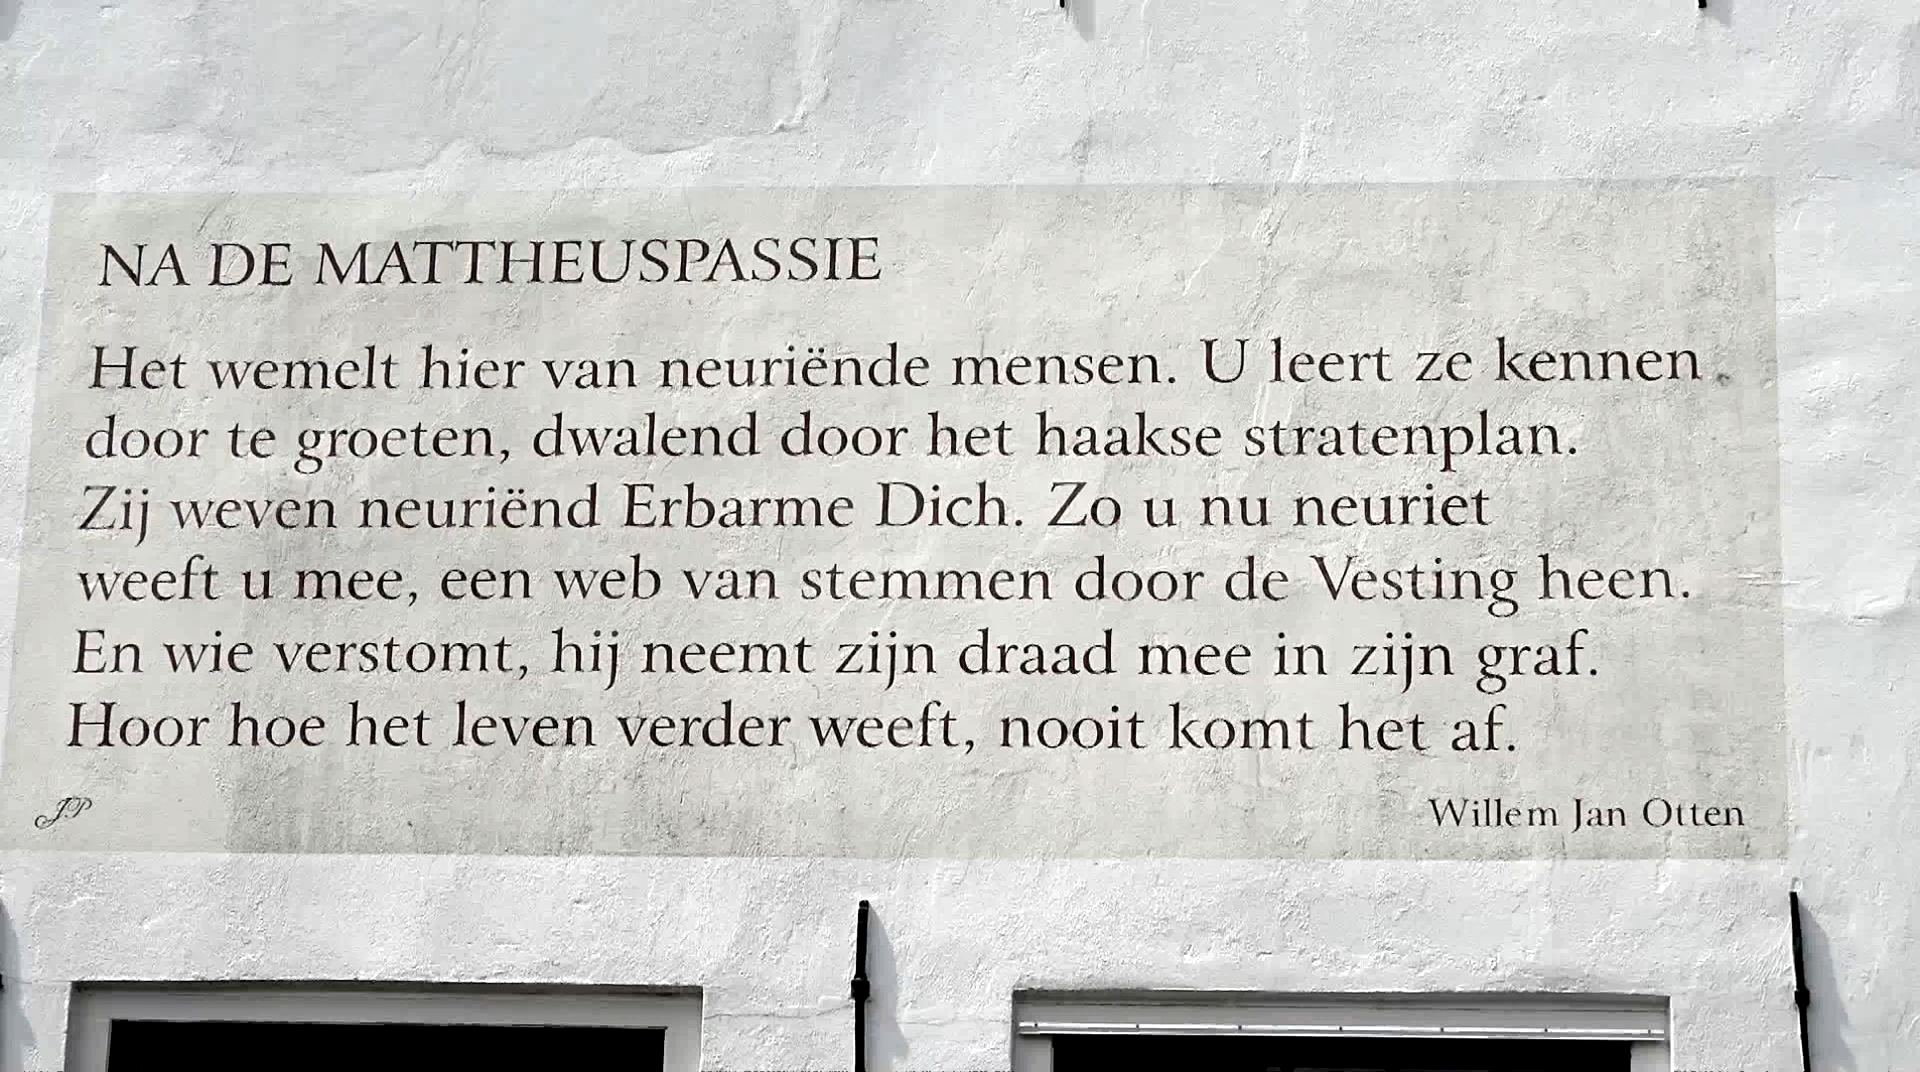 NA DE MATTHEUSPASSIE
Het wemelt hier van neuriënde mensen. U leert ze kennen
door te groeten, dwalend door het haakse stratenplan.
Zij weven neuriënd Erbarme Dich. Zo u nu neuriet
weeft u mee, een web van stemmen door de Vesting heen.
En wie verstomt, hij neemt zijn draad mee in zijn graf.
Hoor hoe het leven verder weeft, nooit komt het af.
JP
Willem Jan Otten